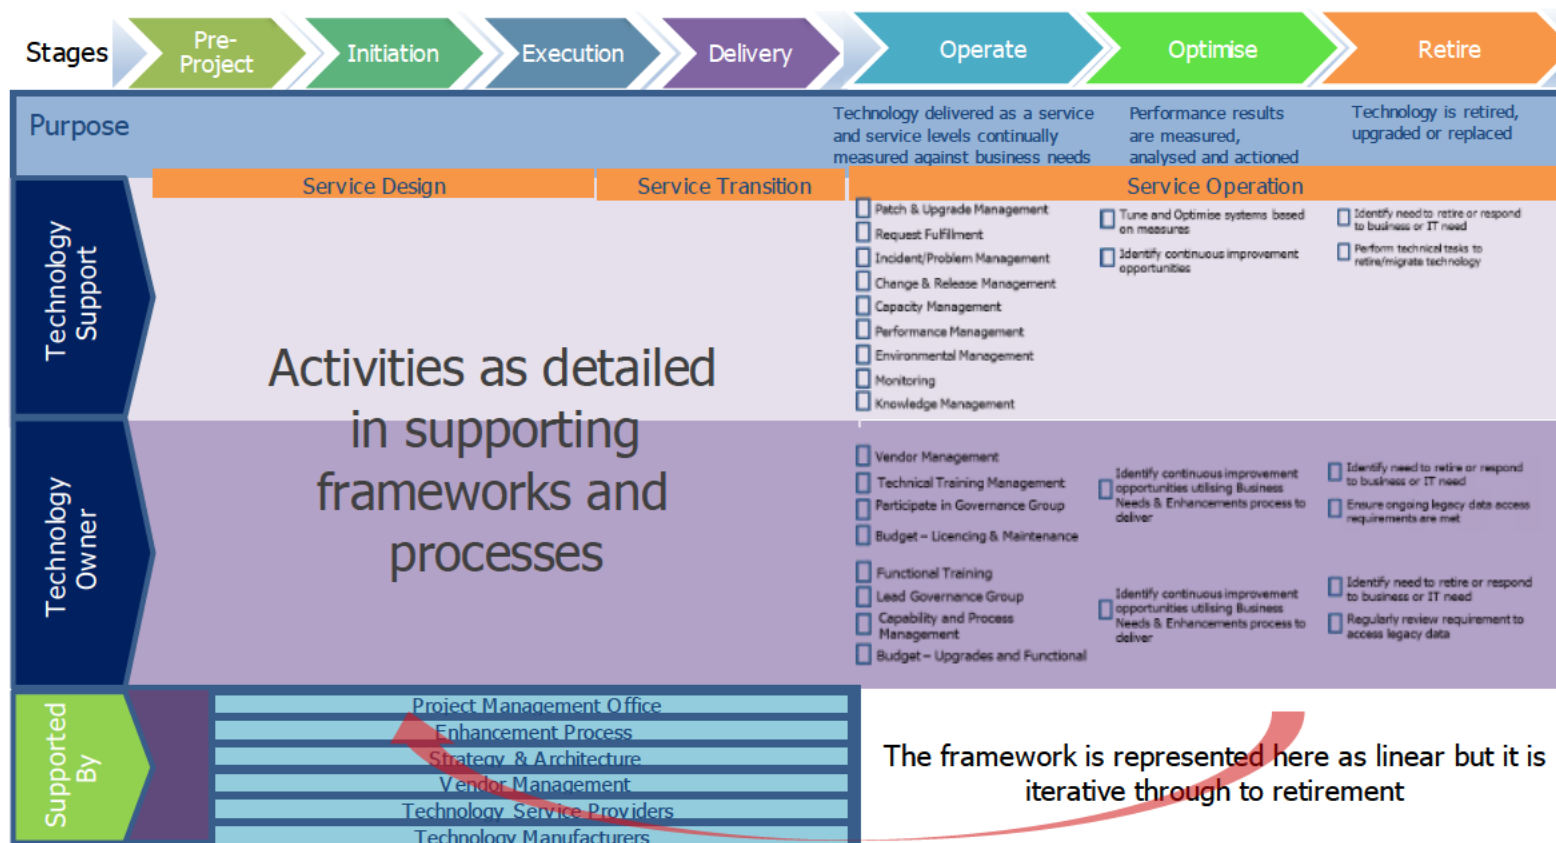 Stages
Pre-
Project
Initiation
Execution
Delivery
Operate
Optimise
Retire
Purpose
Technology delivered as a service
and service levels continually
measured against business needs
Performance results
are measured,
analysed and actioned
Technology is retired,
upgraded or replaced
Service Design
Service Transition
Service Operation
Technology
Support
Patch & Upgrade Management
Request Fulfillment
Incident/Problem Management
Change & Release Management
Capacity Management
Performance Management
Environmental Management
Monitoring
Knowledge Management
Tune and Optimise systems based
on measures
Identify continuous improvement
opportunities
Identify need to retire or respond
to business or IT need
Perform technical tasks to
retire/migrate technology
Activities as detailed
in supporting
frameworks and
processes
Technology
Owner
Vendor Management
Technical Training Management
Participate in Governance Group
Budget – Licencing & Maintenance
Identify continuous improvement
opportunities utilising Business
Needs & Enhancements process to
deliver
Identify need to retire or respond
to business or IT need
Ensure ongoing legacy data access
requirements are met
Functional Training
Lead Governance Group
Capability and Process
Management
Budget – Upgrades and Functional
Identify continuous improvement
opportunities utilising Business
Needs & Enhancements process to
deliver
Identify need to retire or respond
to business or IT need
Regularly review requirement to
access legacy data
Supported
By
Project Management Office
Enhancement Process
Strategy & Architecture
Vendor Management
Technology Service Providers
Technology Manufacturers
The framework is represented here as linear but it is
iterative through to retirement